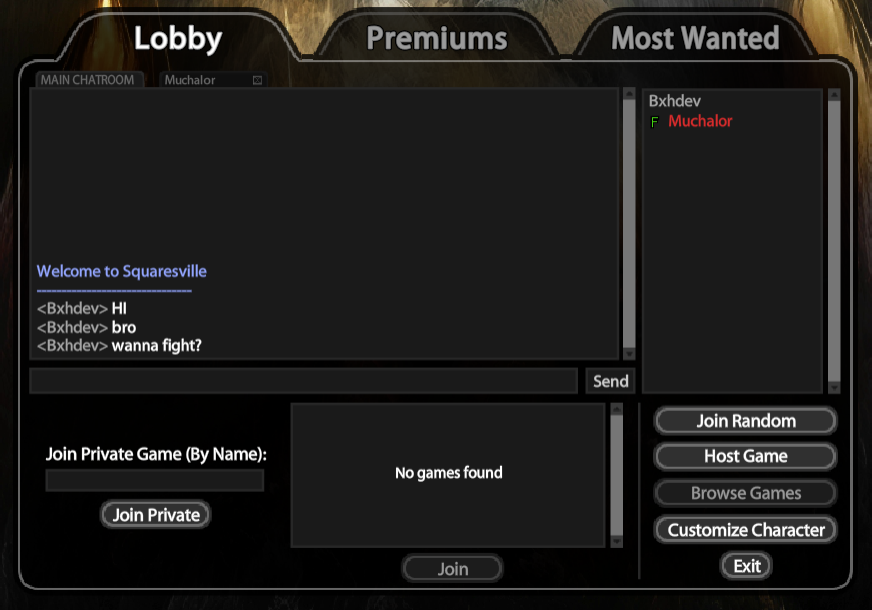 Lobby
Premiums
Most Wanted
MAIN CHATROOM
Muchalor
Welcome to Squaresville
-------------------------------
<Bxhdev> HI
<Bxhdev> bro
<Bxhdev> wanna fight?
Send
Bxhdev
F Muchalor
Join Private Game (By Name):
Join Private
No games found
Join
Join Random
Host Game
Browse Games
Customize Character
Exit